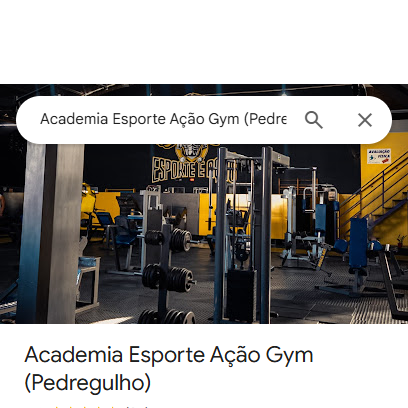 Academia Esporte Ação Gym (Pedre
ESPORTE E AÇÃO
AVALIAÇÃO
FÍSICA
Academia Esporte Ação Gym
(Pedregulho)